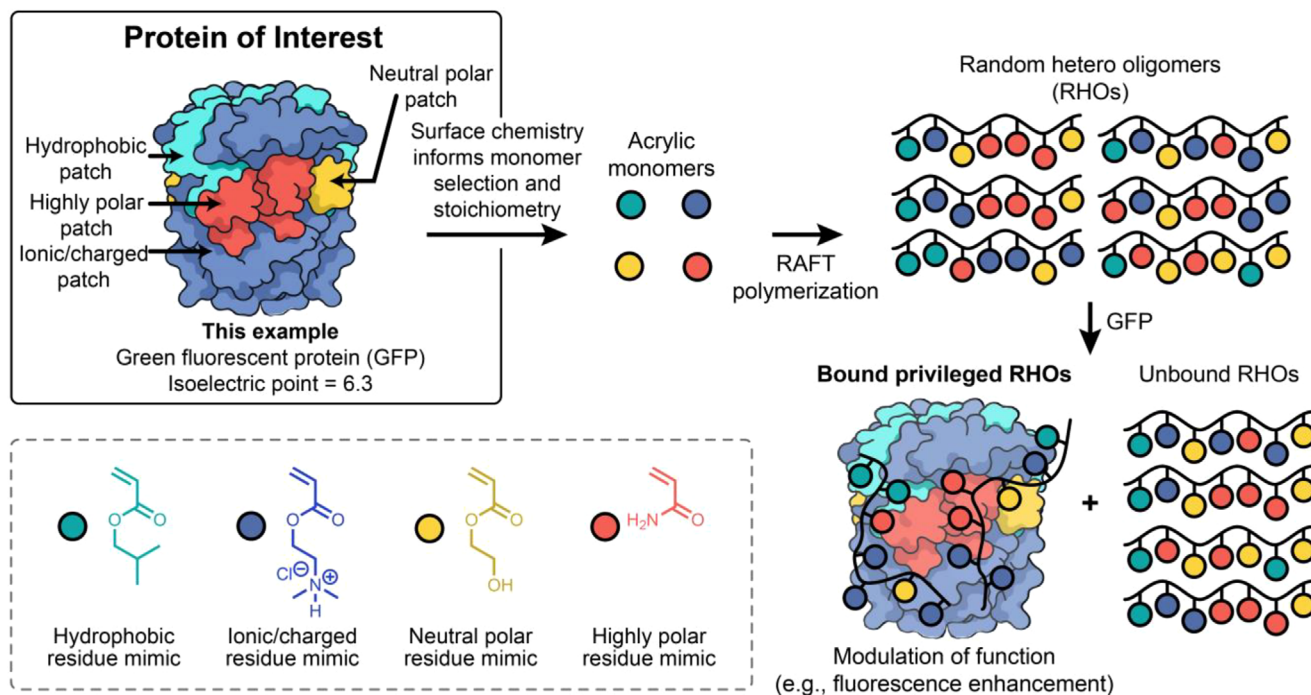 Protein of Interest
Neutral polar
patch
Hydrophobic
patch
Highly polar
patch
Ionic/charged
patch
This example
Green fluorescent protein (GFP)
Isoelectric point = 6.3
Surface chemistry
informs monomer
selection and
stoichiometry
Acrylic
monomers
RAFT
polymerization
Random hetero oligomers
(RHOs)
GFP
Bound privileged RHOs
Unbound RHOs
+
Modulation of function
(e.g., fluorescence enhancement)
O
O
Hydrophobic
residue mimic
O
O
Cl⊖
N⊕
H
Ionic/charged
residue mimic
O
O
OH
Neutral polar
residue mimic
H₂N
O
Highly polar
residue mimic